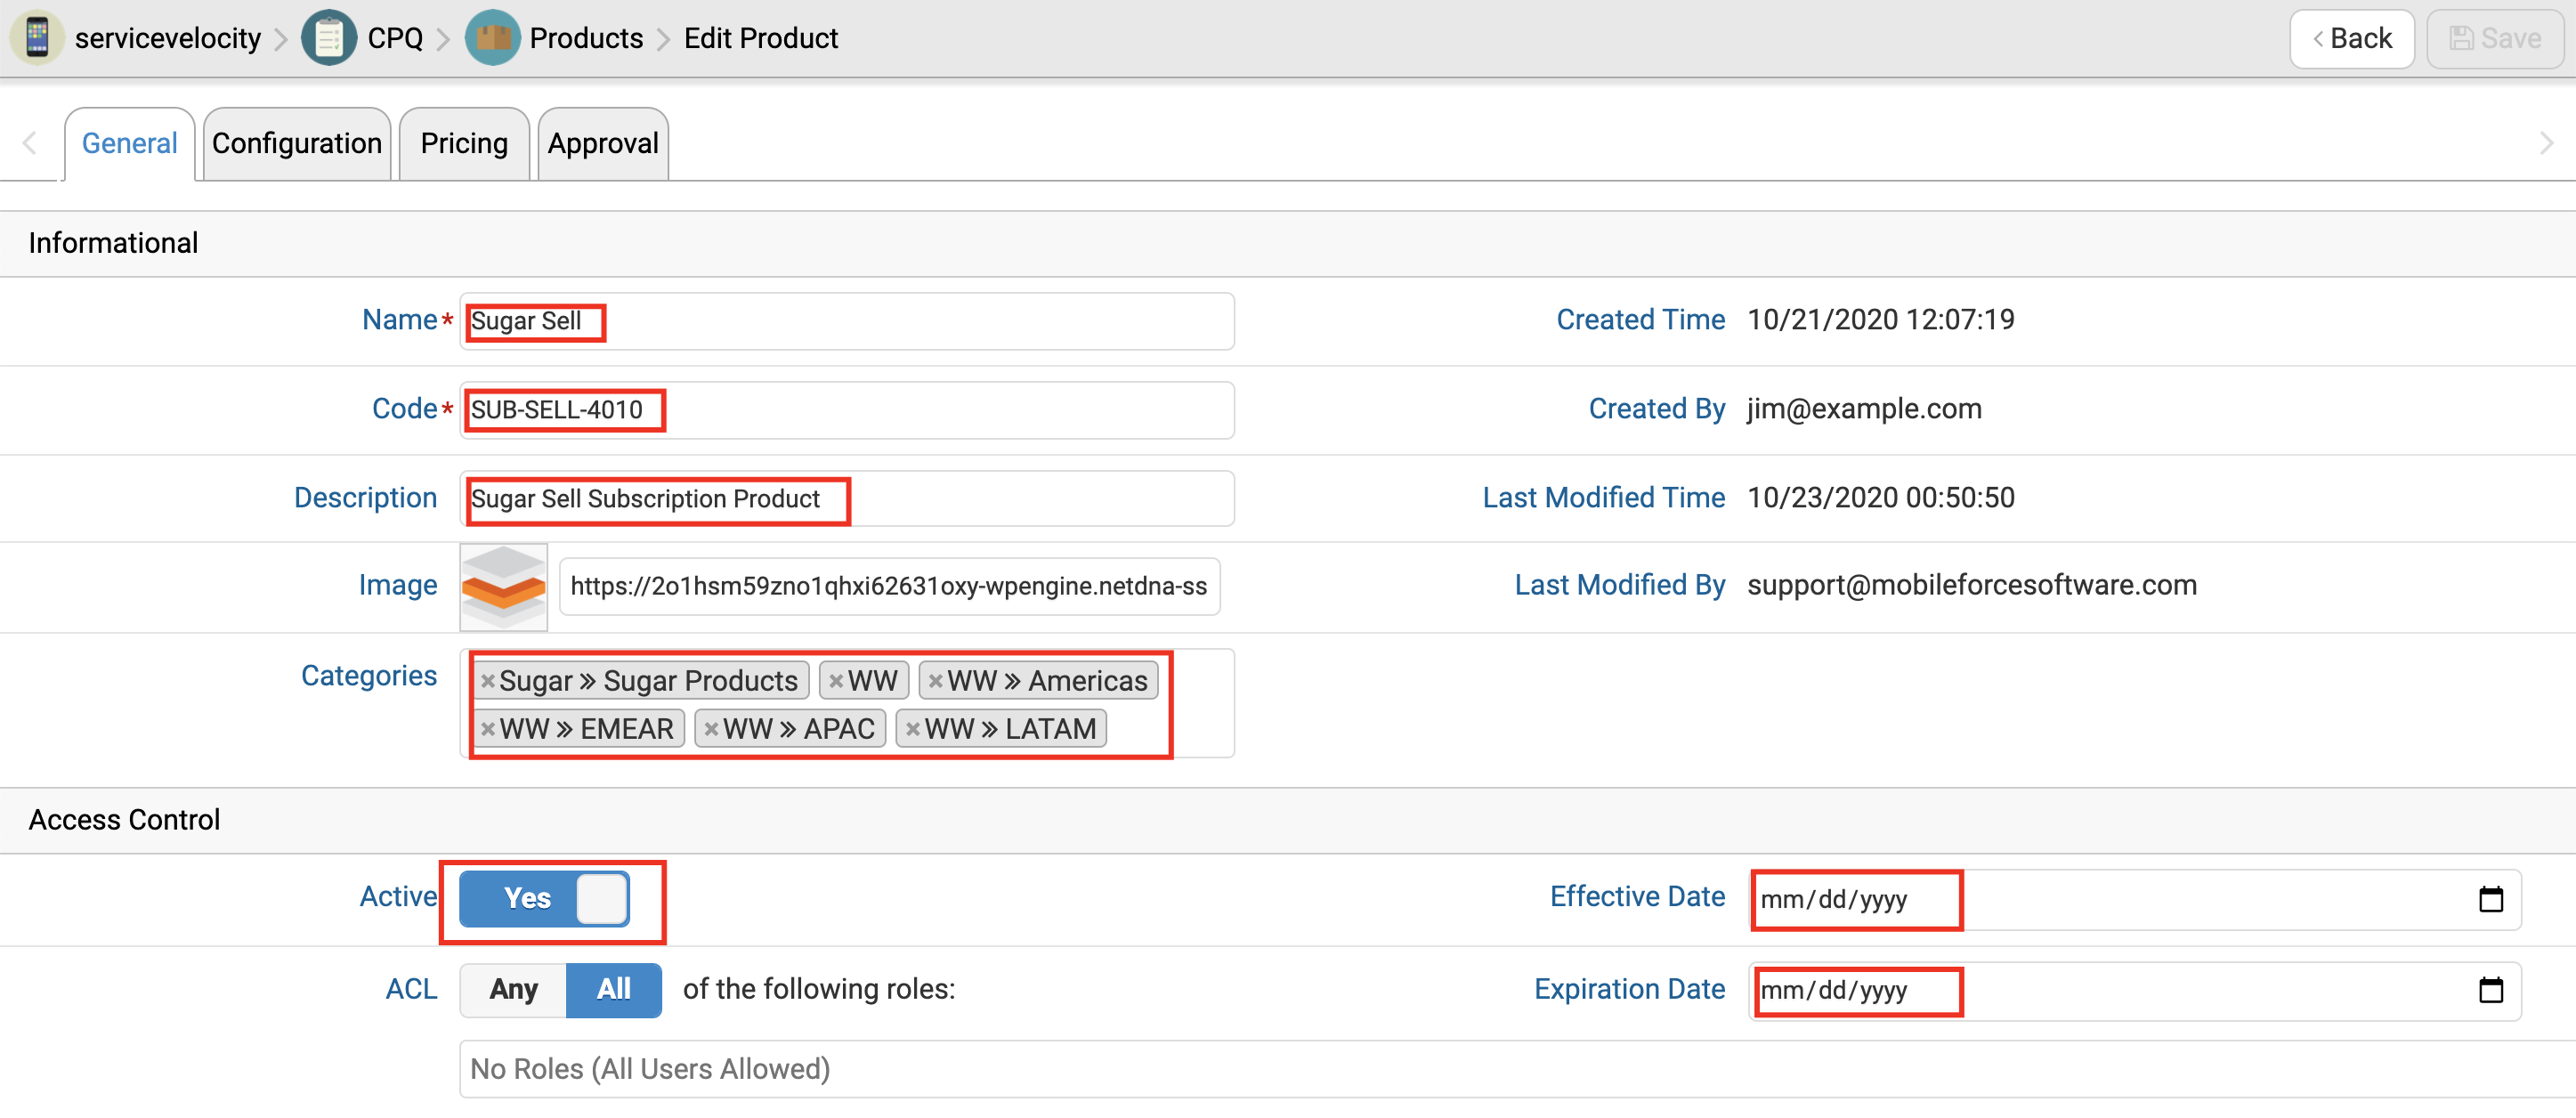 servicevelocity > CPQ > Products > Edit Product
< Back
Save
General Configuration Pricing Approval
Informational
Name* Sugar Sell
Created Time 10/21/2020 12:07:19
Code* SUB-SELL-4010
Created By jim@example.com
Description Sugar Sell Subscription Product
Last Modified Time 10/23/2020 00:50:50
Image https://2o1hsm59zno1qhxi62631oxy-wpengine.netdna-ss
Last Modified By support@mobileforcesoftware.com
Categories ×Sugar » Sugar Products ×WW ×WW » Americas
×WW » EMEAR ×WW » APAC ×WW » LATAM
Access Control
Active Yes
Effective Date mm/dd/yyyy
ACL Any All of the following roles:
Expiration Date mm/dd/yyyy
No Roles (All Users Allowed)